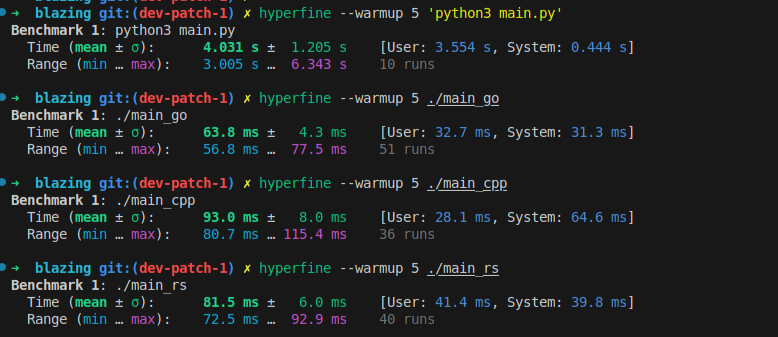 ➜  blazing git:(dev-patch-1) ✗ hyperfine --warmup 5 'python3 main.py'
Benchmark 1: python3 main.py
  Time (mean ± σ):      4.031 s ±  1.205 s    [User: 3.554 s, System: 0.444 s]
  Range (min … max):    3.005 s …  6.343 s    10 runs
➜  blazing git:(dev-patch-1) ✗ hyperfine --warmup 5 ./main_go
Benchmark 1: ./main_go
  Time (mean ± σ):      63.8 ms ±   4.3 ms    [User: 32.7 ms, System: 31.3 ms]
  Range (min … max):    56.8 ms …  77.5 ms    51 runs
➜  blazing git:(dev-patch-1) ✗ hyperfine --warmup 5 ./main_cpp
Benchmark 1: ./main_cpp
  Time (mean ± σ):      93.0 ms ±   8.0 ms    [User: 28.1 ms, System: 64.6 ms]
  Range (min … max):    80.7 ms … 115.4 ms    36 runs
➜  blazing git:(dev-patch-1) ✗ hyperfine --warmup 5 ./main_rs
Benchmark 1: ./main_rs
  Time (mean ± σ):      81.5 ms ±   6.0 ms    [User: 41.4 ms, System: 39.8 ms]
  Range (min … max):    72.5 ms …  92.9 ms    40 runs